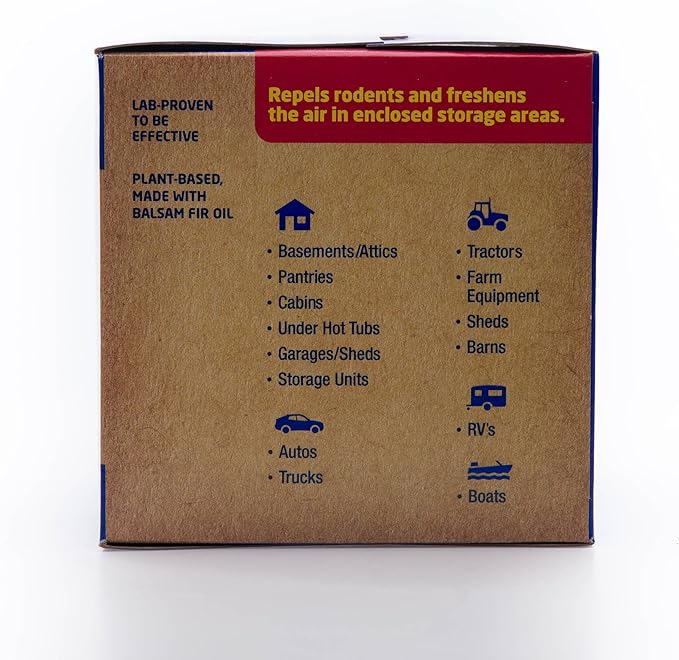 LAB-PROVEN
TO BE
EFFECTIVE
PLANT-BASED,
MADE WITH
BALSAM FIR OIL
Repels rodents and freshens
the air in enclosed storage areas.
• Basements/Attics
• Pantries
• Cabins
• Under Hot Tubs
• Garages/Sheds
• Storage Units
• Autos
• Trucks
• Tractors
• Farm
Equipment
• Sheds
• Barns
• RV's
• Boats